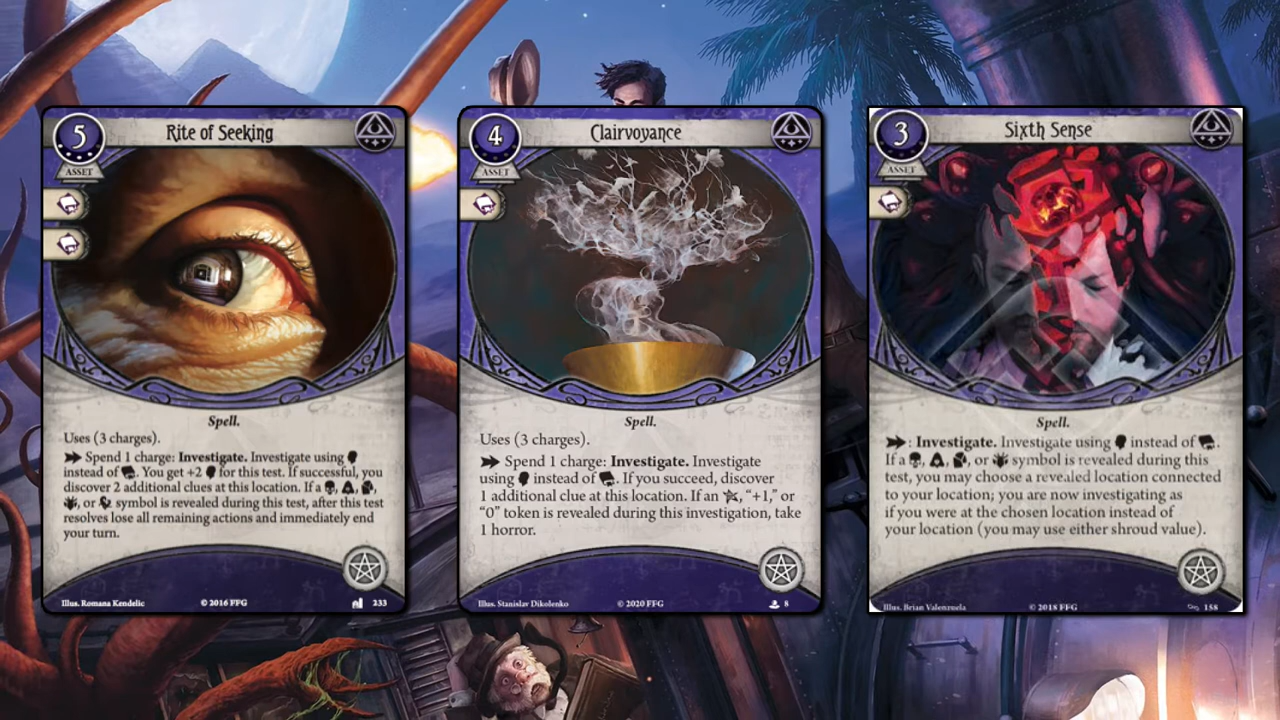 5
Rite of Seeking
ASSET
Spell.
Uses (3 charges).
Spend 1 charge: Investigate. Investigate using
instead of . You get +2 for this test. If successful, you
discover 2 additional clues at this location. If a , , ,
, or symbol is revealed during this test, after this test
resolves lose all remaining actions and immediately end
your turn.
Illus. Romana Kendelic © 2016 FFG 233
4
Clairvoyance
ASSET
Spell.
Uses (3 charges).
Spend 1 charge: Investigate. Investigate
using instead of . If you succeed, discover
1 additional clue at this location. If an , “+1,” or
“0” token is revealed during this investigation, take
1 horror.
Illus. Stanislav Dikolenko © 2020 FFG 8
3
Sixth Sense
ASSET
Spell.
: Investigate. Investigate using instead of .
If a , , , or symbol is revealed during this
test, you may choose a revealed location connected
to your location; you are now investigating as
if you were at the chosen location instead of
your location (you may use either shroud value).
Illus. Brian Valenzuela © 2018 FFG 158